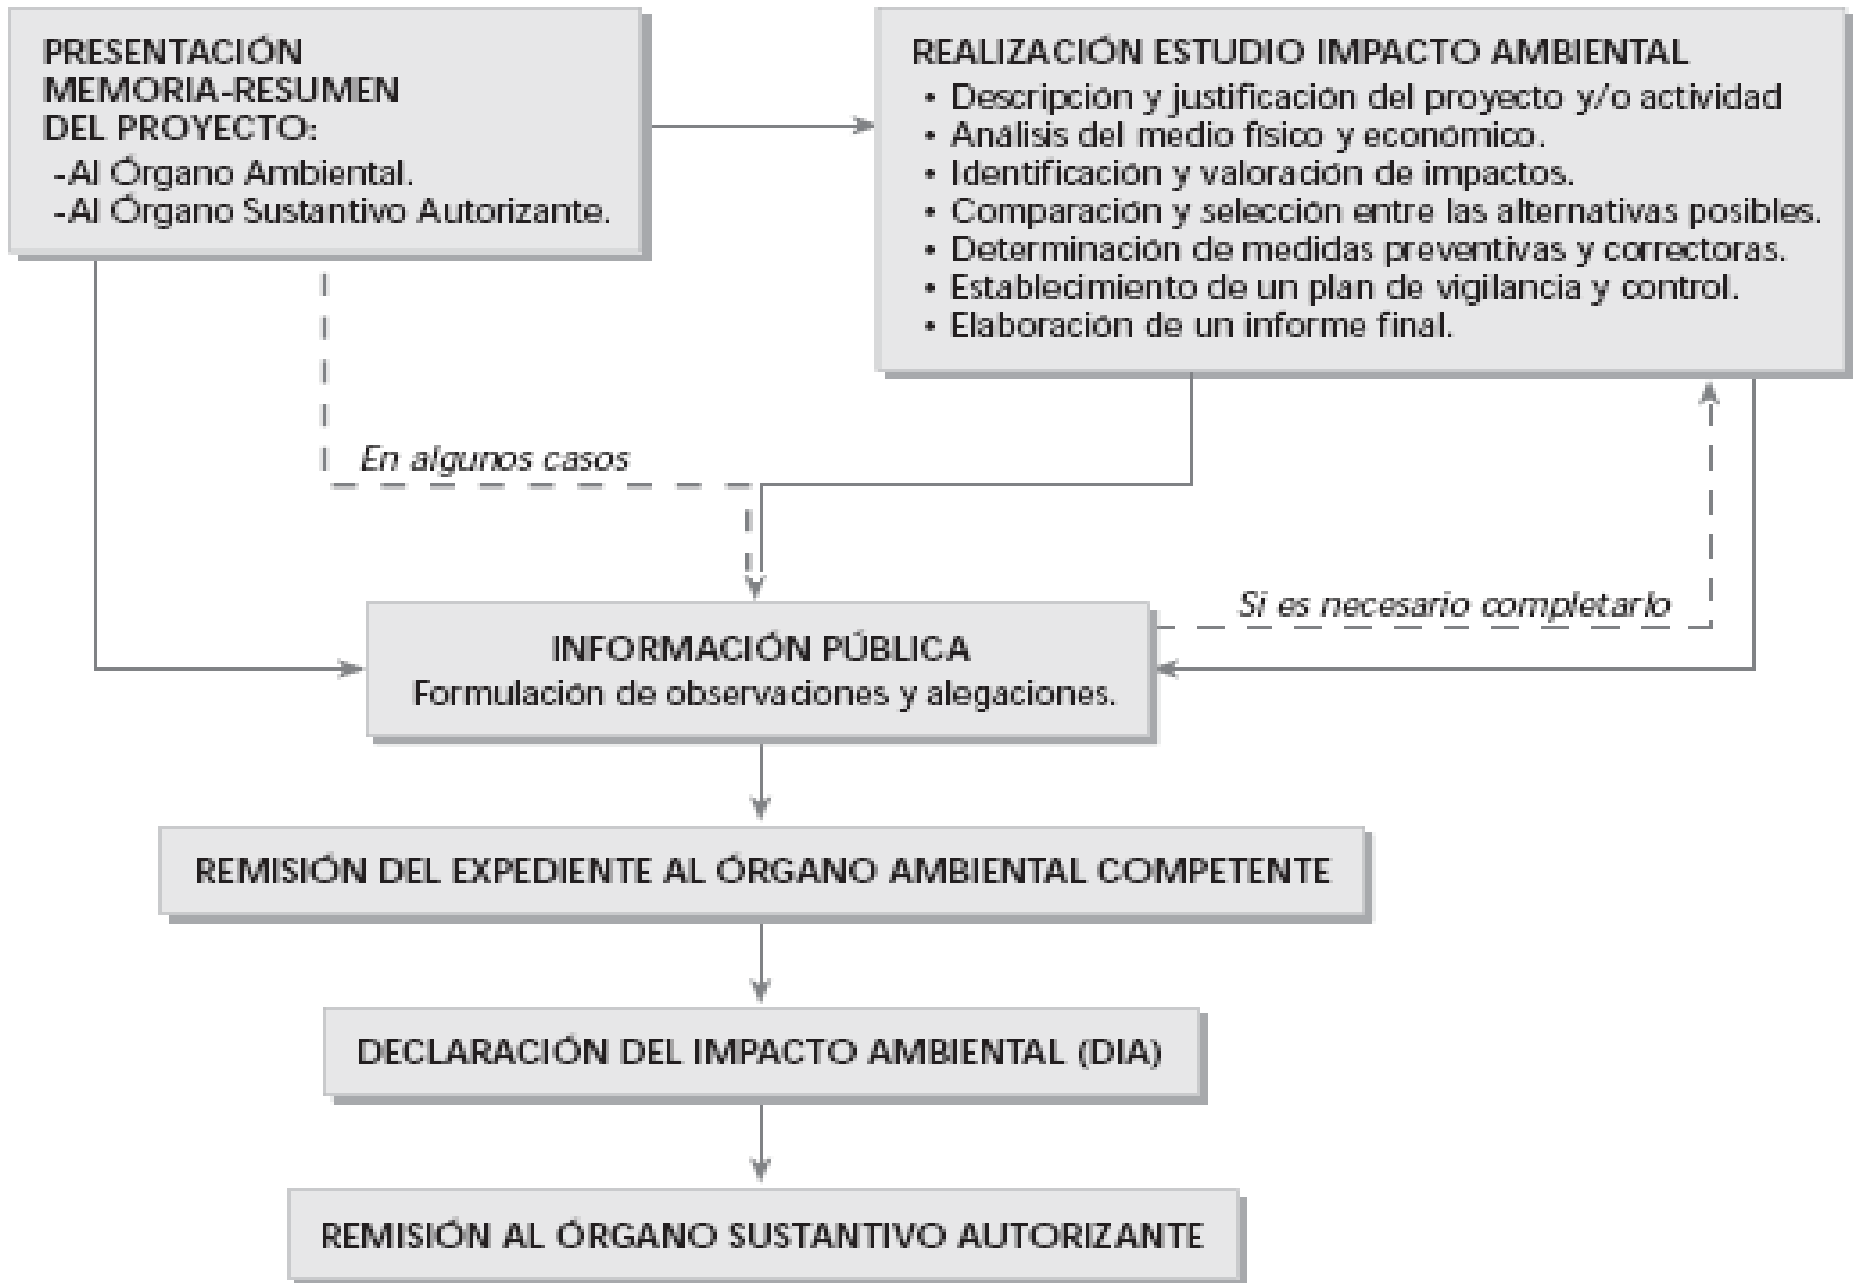 PRESENTACIÓN
MEMORIA-RESUMEN
DEL PROYECTO:
-Al Órgano Ambiental.
-Al Órgano Sustantivo Autorizante.
REALIZACIÓN ESTUDIO IMPACTO AMBIENTAL
• Descripción y justificación del proyecto y/o actividad
• Análisis del medio físico y económico.
• Identificación y valoración de impactos.
• Comparación y selección entre las alternativas posibles.
• Determinación de medidas preventivas y correctoras.
• Establecimiento de un plan de vigilancia y control.
• Elaboración de un informe final.
En algunos casos
Si es necesario completarlo
INFORMACIÓN PÚBLICA
Formulación de observaciones y alegaciones.
REMISIÓN DEL EXPEDIENTE AL ÓRGANO AMBIENTAL COMPETENTE
DECLARACIÓN DEL IMPACTO AMBIENTAL (DIA)
REMISIÓN AL ÓRGANO SUSTANTIVO AUTORIZANTE